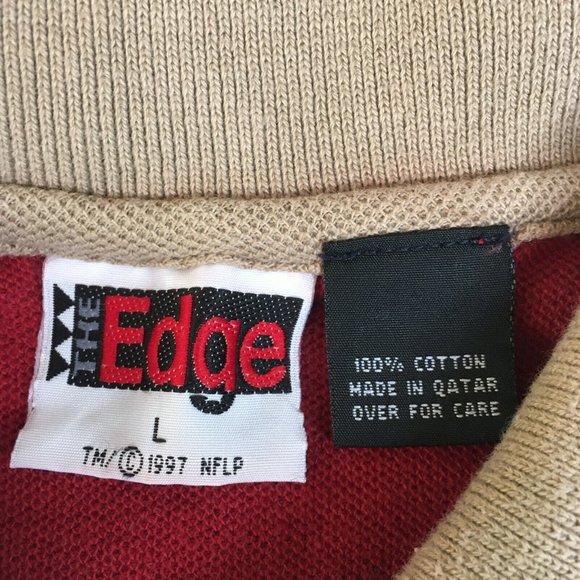 THE Edge
L
TM/© 1997 NFLP
100% COTTON
MADE IN QATAR
OVER FOR CARE